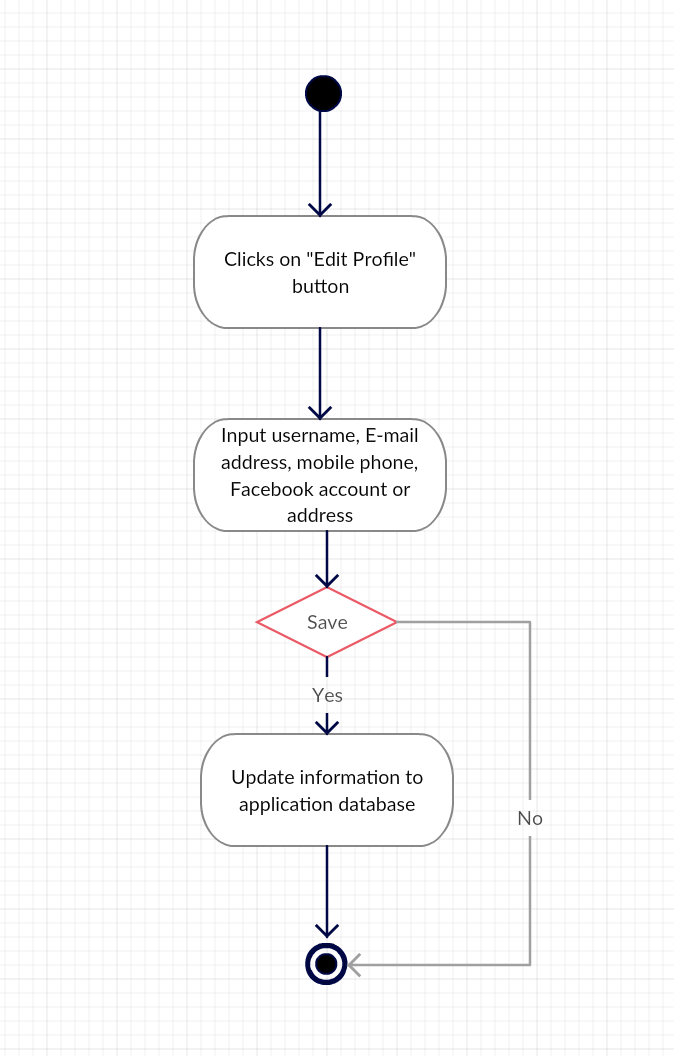 Clicks on "Edit Profile"
button
Input username, E-mail
address, mobile phone,
Facebook account or
address
Save
Yes
Update information to
application database
No